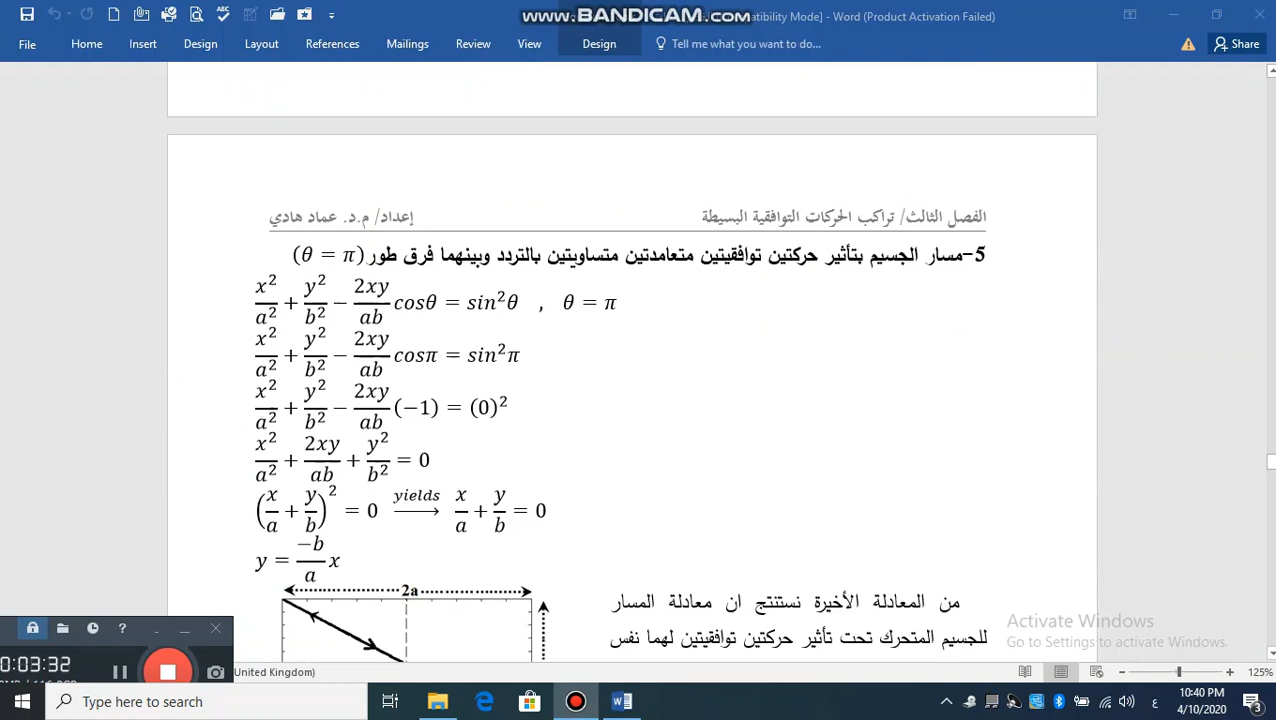 www.BANDICAM.com
tibility Mode] - Word (Product Activation Failed)
File Home Insert Design Layout References Mailings Review View Design Tell me what you want to do... Share
الفصل الثالث/ تراكب الحركات التوافقية البسيطة إعداد/ م.د. عماد هادي
5-مسار الجسيم بتأثير حركتين توافقيتين متعامدتين متساويتين بالتردد وبينهما فرق طور (θ = π)
x²/a² + y²/b² − 2xy/ab cosθ = sin²θ , θ = π
x²/a² + y²/b² − 2xy/ab cosπ = sin²π
x²/a² + y²/b² − 2xy/ab (−1) = (0)²
x²/a² + 2xy/ab + y²/b² = 0
(x/a + y/b)² = 0 yields→ x/a + y/b = 0
y = −b/a x
2a
من المعادلة الأخيرة نستنتج ان معادلة المسار
للجسيم المتحرك تحت تأثير حركتين توافقيتين لهما نفس
Activate Windows
Go to Settings to activate Windows.
0:03:32
United Kingdom)
125%
Type here to search
ع
10:40 PM
4/10/2020
3